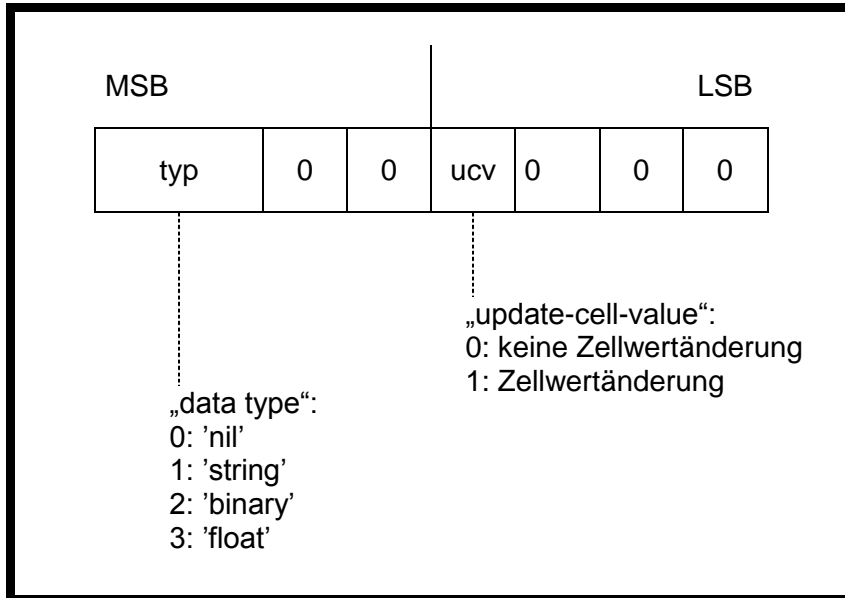 MSB LSB
typ 0 0 ucv 0 0 0
„update-cell-value“:
0: keine Zellwertänderung
1: Zellwertänderung
„data type“:
0: ’nil’
1: ’string’
2: ’binary’
3: ’float’